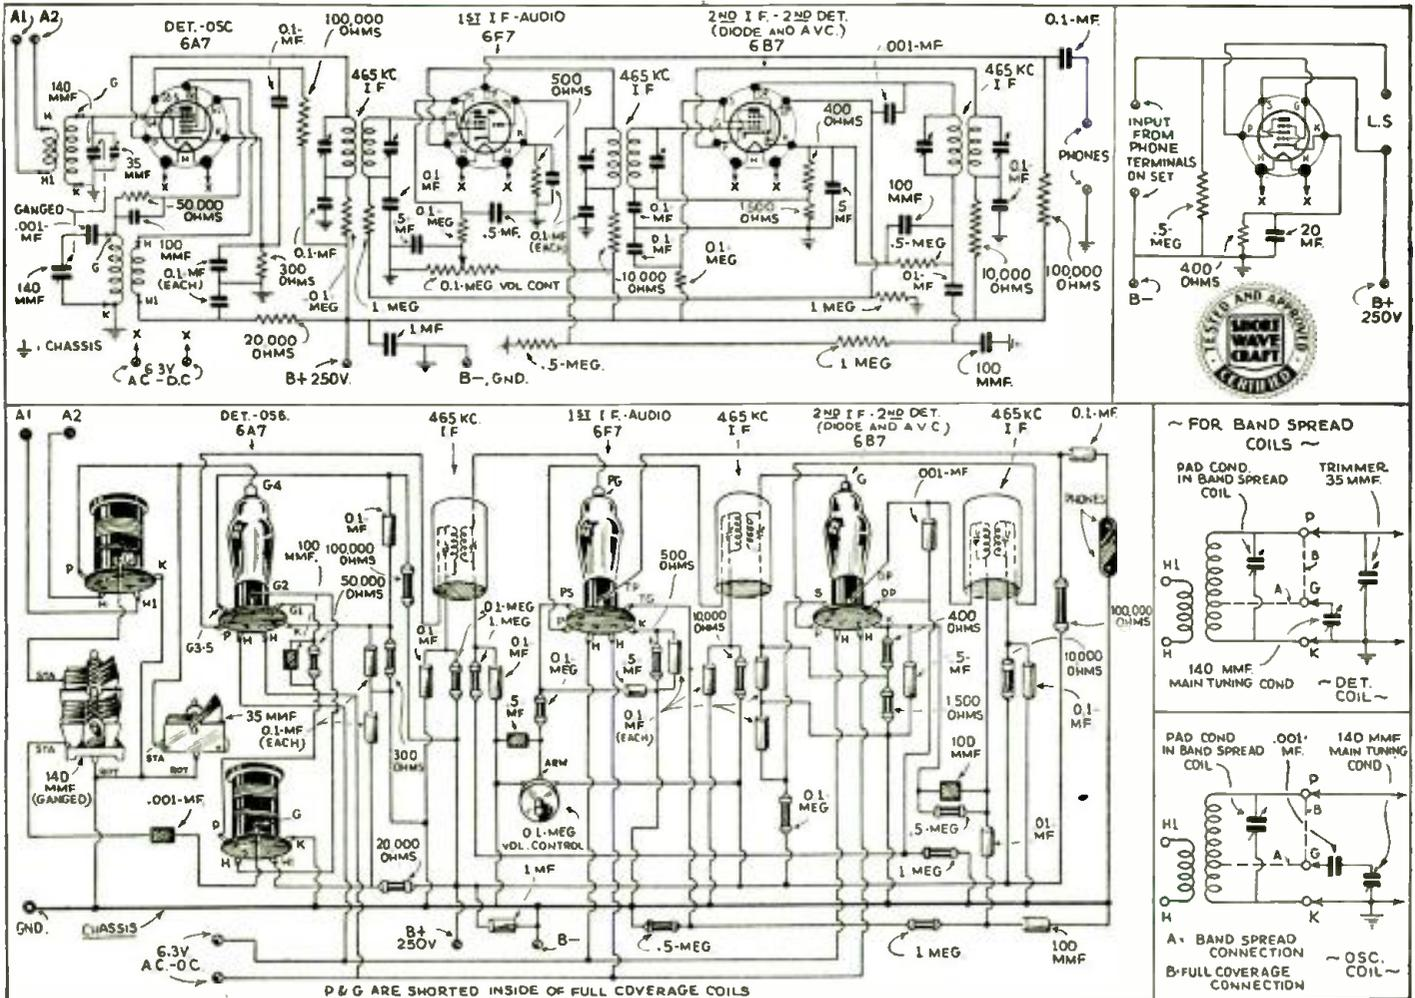 A1 A2
DET.-OSC
6A7
0.1-
MF.
100,000
OHMS
1ST I F-AUDIO
6F7
2ND I F.- 2ND DET.
(DIODE AND A.V.C.)
6B7
.001-MF
0.1-MF.
140
MMF
G
H
35
MMF
H1
K
465 KC
I F
500
OHMS
465 KC
I F
400
OHMS
465 KC
I F
PHONES
GANGED
.001-
MF
50,000
OHMS
100
MMF
0.1-MF
(EACH)
H
G
H1
K
140
MMF
300
OHMS
0.1-MF
0.1
MEG
1 MEG
0.1
MF
.5
MF
0.1-
MEG
.5-MF.
0.1-MF
(EACH)
0.1-MEG VOL CONT
0.1
MF
0.1
MF
10,000
OHMS
0.1
MEG
1500
OHMS
.5
MF
100
MMF
.5-MEG
0.1-
MF
1 MEG
0.1-
MF
10,000
OHMS
100,000
OHMS
20,000
OHMS
1 MF
.5-MEG
1 MEG
100
MMF.
CHASSIS
6.3V
A C - D.C
B+ 250V.
B-, GND.
X X
INPUT
FROM
PHONE
TERMINALS
ON SET
P S G K
H H
X X
L.S
.5-
MEG
400
OHMS
20
MF.
B-
B+
250V
TESTED AND APPROVED
SHORT
WAVE
CRAFT
CERTIFIED
A1 A2
DET.-OSC.
6A7
465 KC
I F
1ST I F.-AUDIO
6F7
465 KC
I F
2ND I F - 2ND DET.
(DIODE AND A V C)
6B7
465 KC
I F
0.1-MF
P K
H H1
G4
G2
G1
G3-5
P H H K
100
MMF.
0.1-
MF
100,000
OHMS
50,000
OHMS
PG
PS
TP
TG
P K
H H
500
OHMS
G
S
DP
DP
P K
H H
.001-MF
PHONES
0.1-MEG
1. MEG
0.1
MF
0.1
MF
0.1
MEG
.5
MF
10,000
OHMS
400
OHMS
.5-
MF
1500
OHMS
100,000
OHMS
10,000
OHMS
0.1-
MF
STA
STA
ROT
140
MMF
(GANGED)
35 MMF
STA
ROT
0.1-MF
(EACH)
300
OHMS
.5
MF
0.1
MF
(EACH)
ARM
0.1-MEG
VOL. CONTROL
0.1-
MEG
100
MMF
.5-MEG
0.1
MF
.001-MF
P G K
H H1
20,000
OHMS
1 MF
1 MEG
GND.
CHASSIS
6.3V
A.C.-D.C.
B+
250V
B-
.5-MEG
1 MEG
100
MMF
P & G ARE SHORTED INSIDE OF FULL COVERAGE COILS
~ FOR BAND SPREAD
COILS ~
PAD COND.
IN BAND SPREAD
COIL
TRIMMER
35 MMF.
P
B
H1
A
G
H
K
140 MMF.
MAIN TUNING COND
~ DET.
COIL ~
PAD COND
IN BAND SPREAD
COIL
.001-
MF.
140 MMF
MAIN TUNING
COND
P
B
H1
A
G
H
K
A- BAND SPREAD
CONNECTION
B-FULL COVERAGE
CONNECTION
~ OSC.
COIL ~